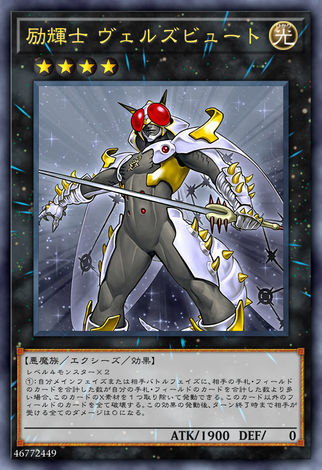 励輝士 ヴェルズビュート
光
【悪魔族／エクシーズ／効果】
レベル４モンスター×２
①：自分メインフェイズまたは相手バトルフェイズに、相手の手札・フィールド
のカードを合計した数が自分の手札・フィールドのカードを合計した数より多
い場合、このカードのX素材を１つ取り除いて発動できる。このカード以外のフィ
ールドのカードを全て破壊する。この効果の発動後、ターン終了時まで相手が
受ける全てのダメージは０になる。
ATK/1900 DEF/ 0
46772449